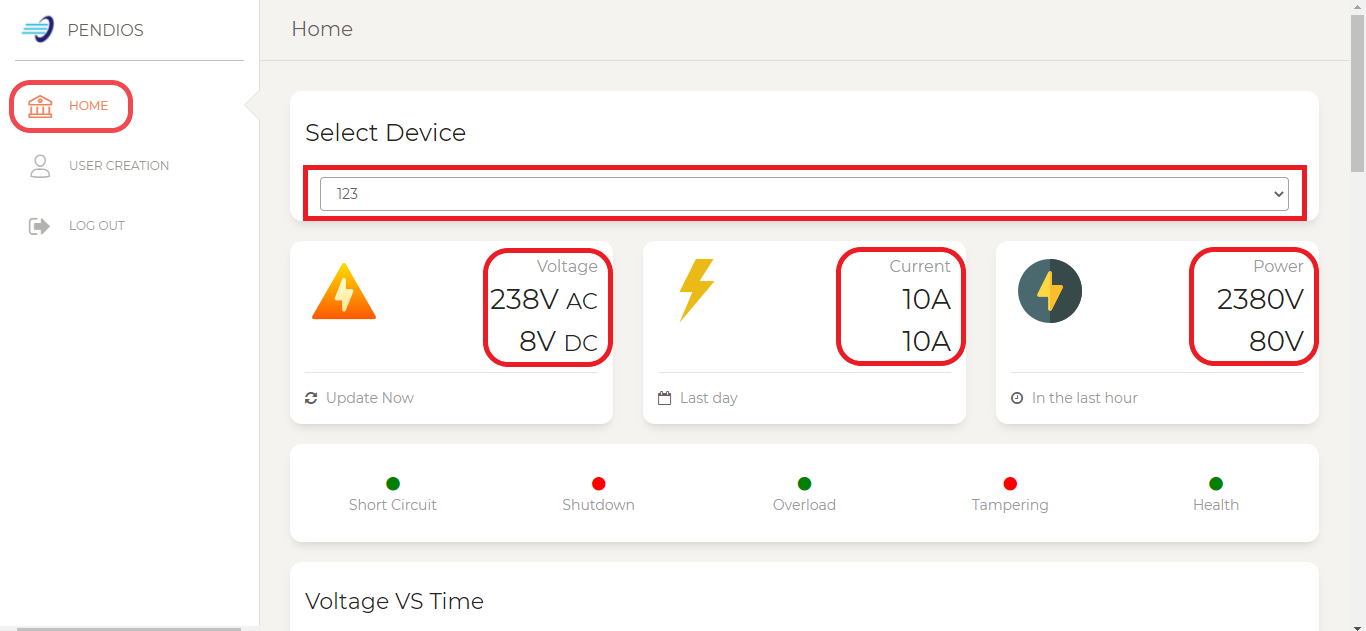 PENDIOS
Home
HOME
USER CREATION
LOG OUT
Select Device
123
Voltage
238V AC
8V DC
Update Now
Current
10A
10A
Last day
Power
2380V
80V
In the last hour
Short Circuit
Shutdown
Overload
Tampering
Health
Voltage VS Time